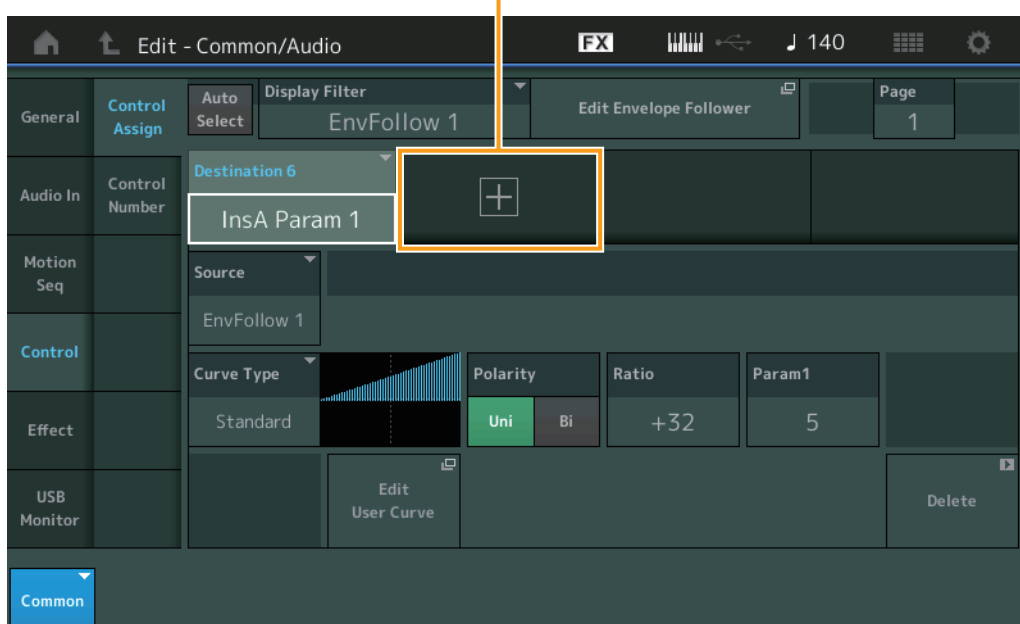 Edit - Common/Audio
FX
♩ 140
General
Control
Assign
Auto
Select
Display Filter
EnvFollow 1
Edit Envelope Follower
Page
1
Audio In
Control
Number
Destination 6
InsA Param 1
Motion
Seq
Source
EnvFollow 1
Control
Curve Type
Standard
Polarity
Uni
Bi
Ratio
+32
Param1
5
Effect
USB
Monitor
Edit
User Curve
Delete
Common